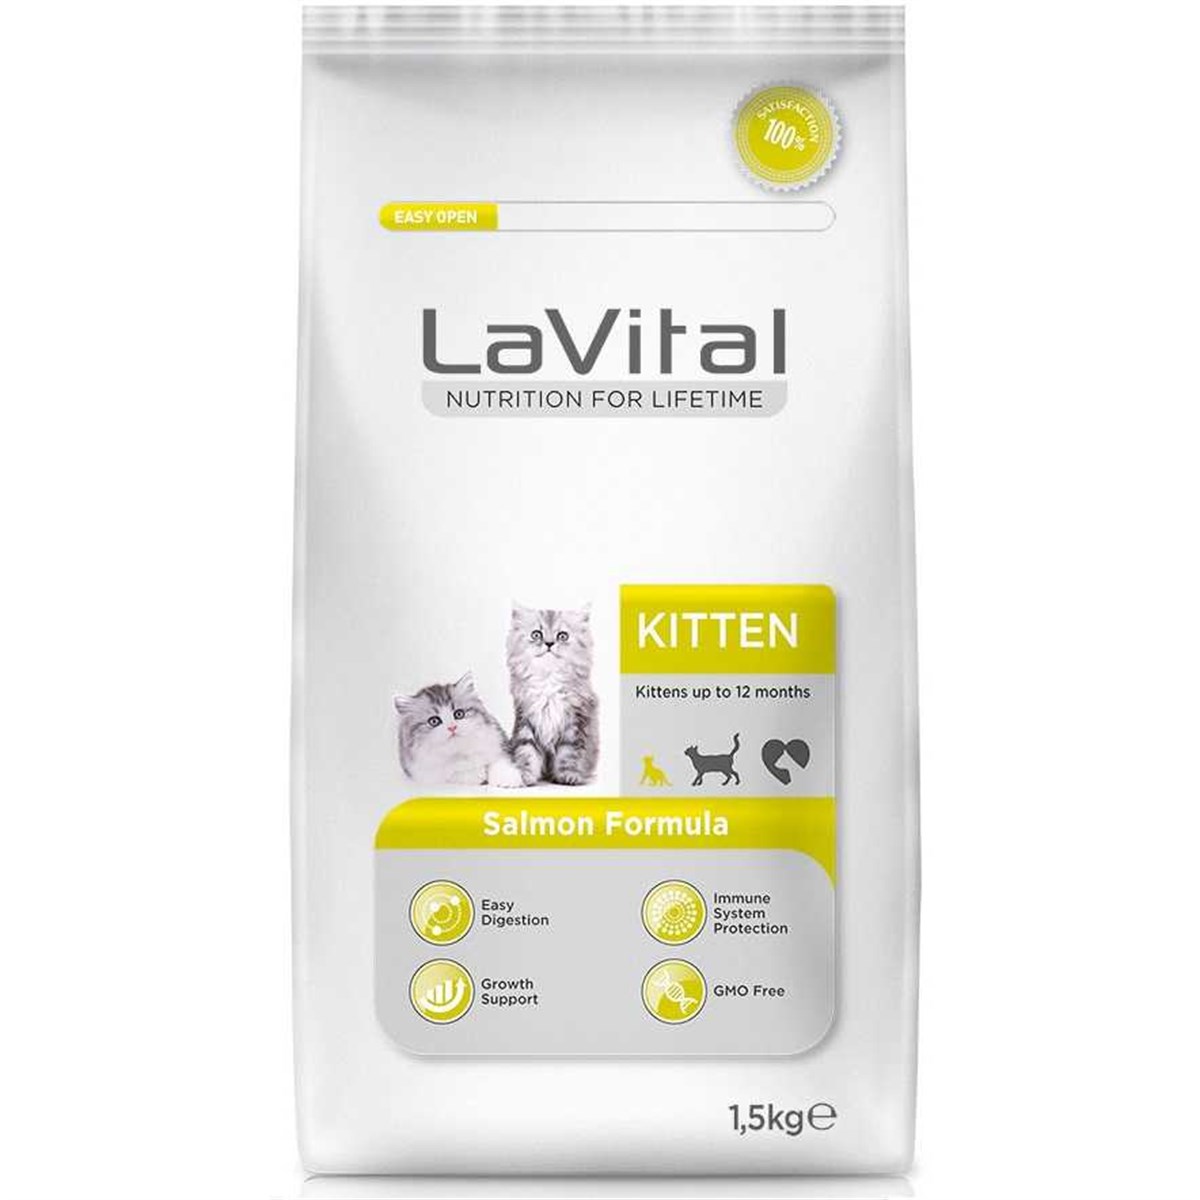 SATISFACTION
100%
EASY OPEN
LaVital
NUTRITION FOR LIFETIME
KITTEN
Kittens up to 12 months
Salmon Formula
Easy
Digestion
Immune
System
Protection
Growth
Support
GMO Free
1,5kg℮